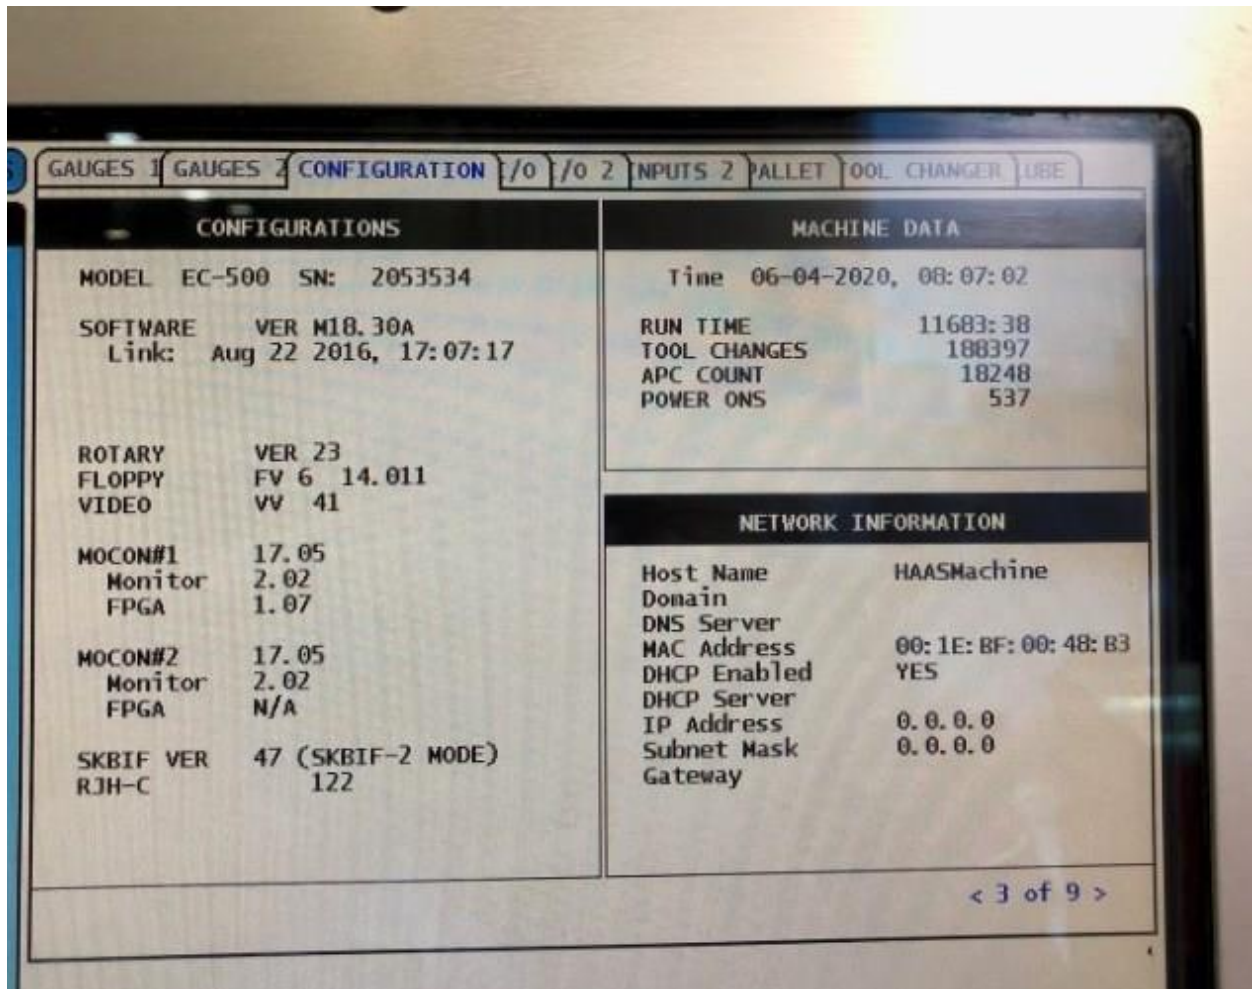 GAUGES 1 GAUGES 2 CONFIGURATION I/O I/O 2 INPUTS 2 PALLET TOOL CHANGER LUBE
CONFIGURATIONS
MODEL EC-500 SN: 2053534
SOFTWARE VER M18.30A
Link: Aug 22 2016, 17:07:17
ROTARY VER 23
FLOPPY FV 6 14.011
VIDEO VV 41
MOCON#1 17.05
Monitor 2.02
FPGA 1.07
MOCON#2 17.05
Monitor 2.02
FPGA N/A
SKBIF VER 47 (SKBIF-2 MODE)
RJH-C 122
MACHINE DATA
Time 06-04-2020, 08:07:02
RUN TIME 11683:38
TOOL CHANGES 188397
APC COUNT 18248
POWER ONS 537
NETWORK INFORMATION
Host Name HAASMachine
Domain
DNS Server
MAC Address 00:1E:BF:00:48:B3
DHCP Enabled YES
DHCP Server
IP Address 0.0.0.0
Subnet Mask 0.0.0.0
Gateway
< 3 of 9 >